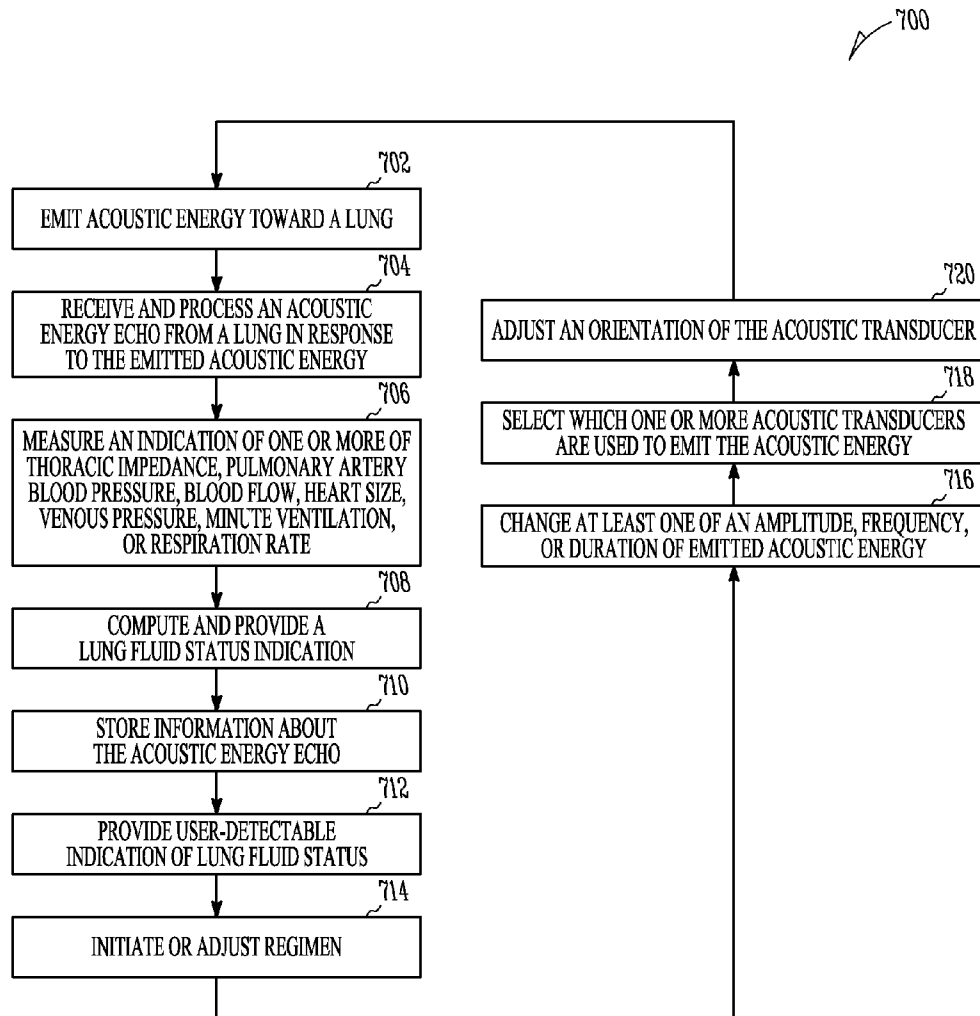 700
702
EMIT ACOUSTIC ENERGY TOWARD A LUNG
704
RECEIVE AND PROCESS AN ACOUSTIC
ENERGY ECHO FROM A LUNG IN RESPONSE
TO THE EMITTED ACOUSTIC ENERGY
706
MEASURE AN INDICATION OF ONE OR MORE OF
THORACIC IMPEDANCE, PULMONARY ARTERY
BLOOD PRESSURE, BLOOD FLOW, HEART SIZE,
VENOUS PRESSURE, MINUTE VENTILATION,
OR RESPIRATION RATE
708
COMPUTE AND PROVIDE A
LUNG FLUID STATUS INDICATION
710
STORE INFORMATION ABOUT
THE ACOUSTIC ENERGY ECHO
712
PROVIDE USER-DETECTABLE
INDICATION OF LUNG FLUID STATUS
714
INITIATE OR ADJUST REGIMEN
720
ADJUST AN ORIENTATION OF THE ACOUSTIC TRANSDUCER
718
SELECT WHICH ONE OR MORE ACOUSTIC TRANSDUCERS
ARE USED TO EMIT THE ACOUSTIC ENERGY
716
CHANGE AT LEAST ONE OF AN AMPLITUDE, FREQUENCY,
OR DURATION OF EMITTED ACOUSTIC ENERGY